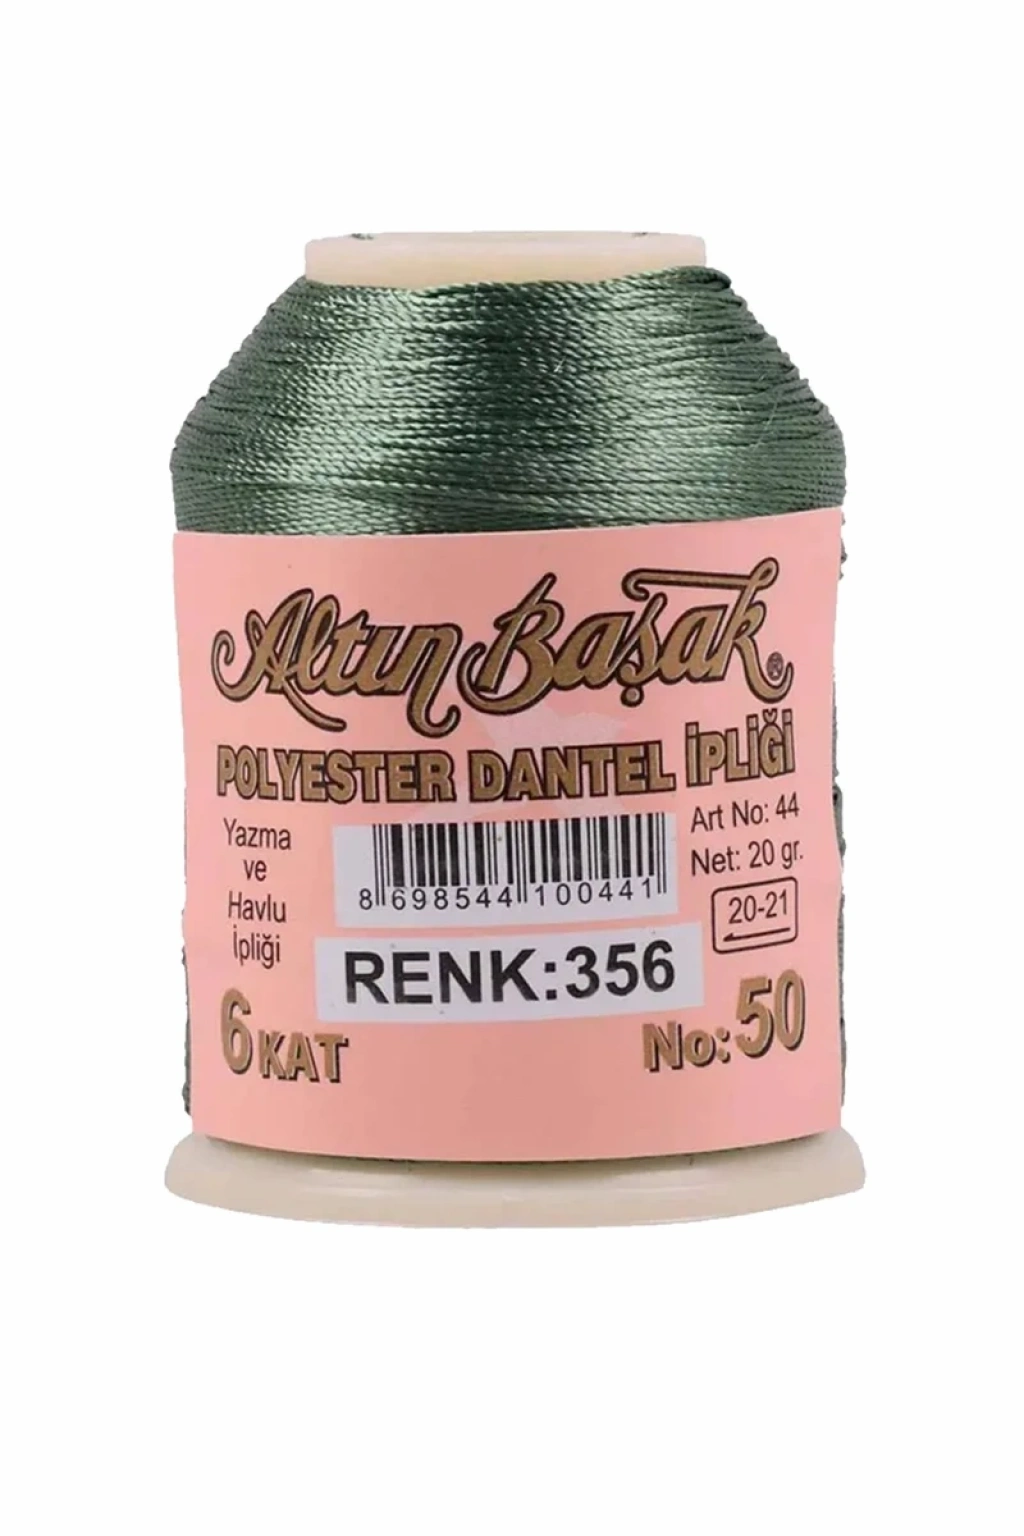 Altın Başak®
POLYESTER DANTEL İPLİĞİ
Yazma
ve
Havlu
İpliği
8 698544 100441
Art No: 44
Net: 20 gr.
20-21
RENK:356
6 KAT
No:50